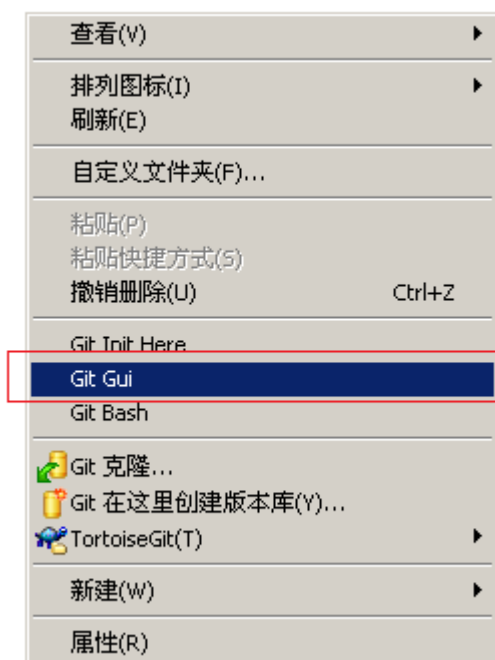 查看(V)
排列图标(I)
刷新(E)
自定义文件夹(F)...
粘贴(P)
粘贴快捷方式(S)
撤销删除(U) Ctrl+Z
Git Init Here
Git Gui
Git Bash
Git 克隆...
Git 在这里创建版本库(Y)...
TortoiseGit(T)
新建(W)
属性(R)